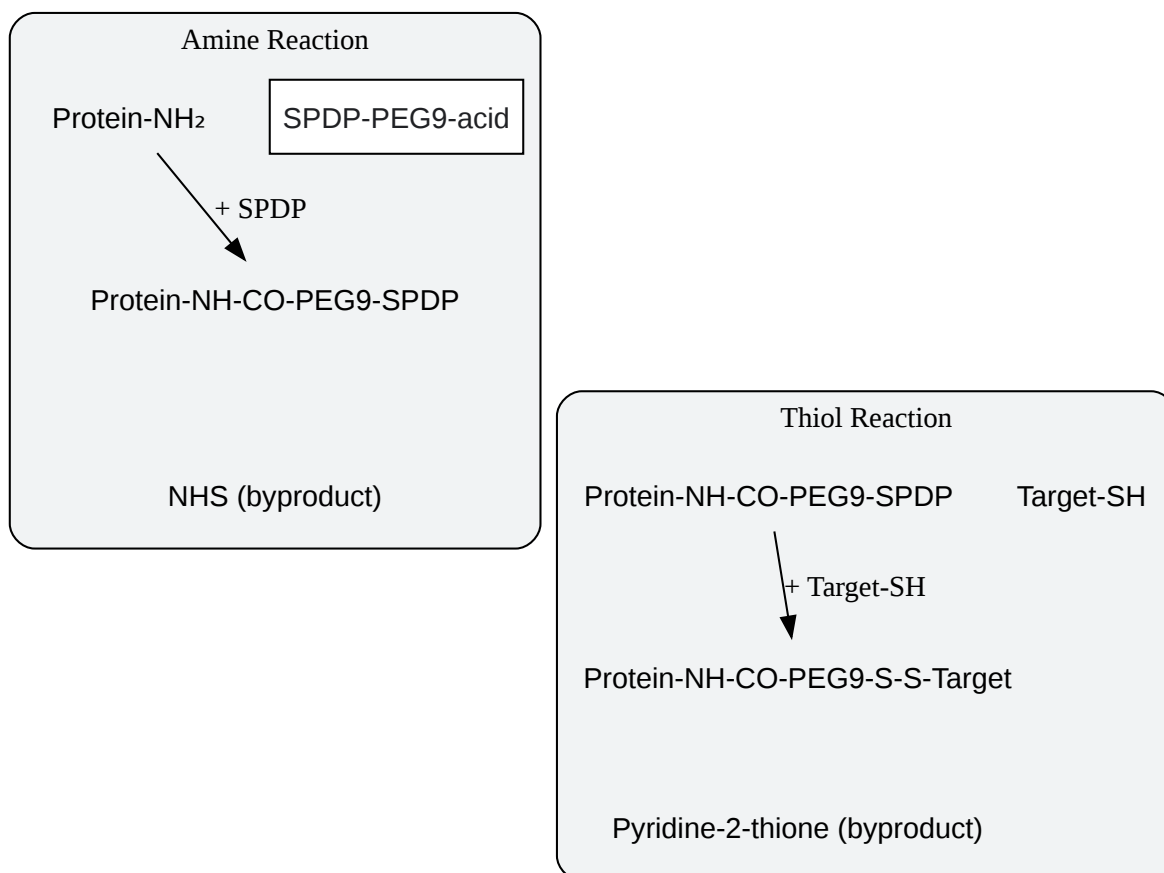 Amine Reaction
Protein-NH₂
SPDP-PEG9-acid
+ SPDP
Protein-NH-CO-PEG9-SPDP
NHS (byproduct)
Thiol Reaction
Protein-NH-CO-PEG9-SPDP
Target-SH
+ Target-SH
Protein-NH-CO-PEG9-S-S-Target
Pyridine-2-thione (byproduct)